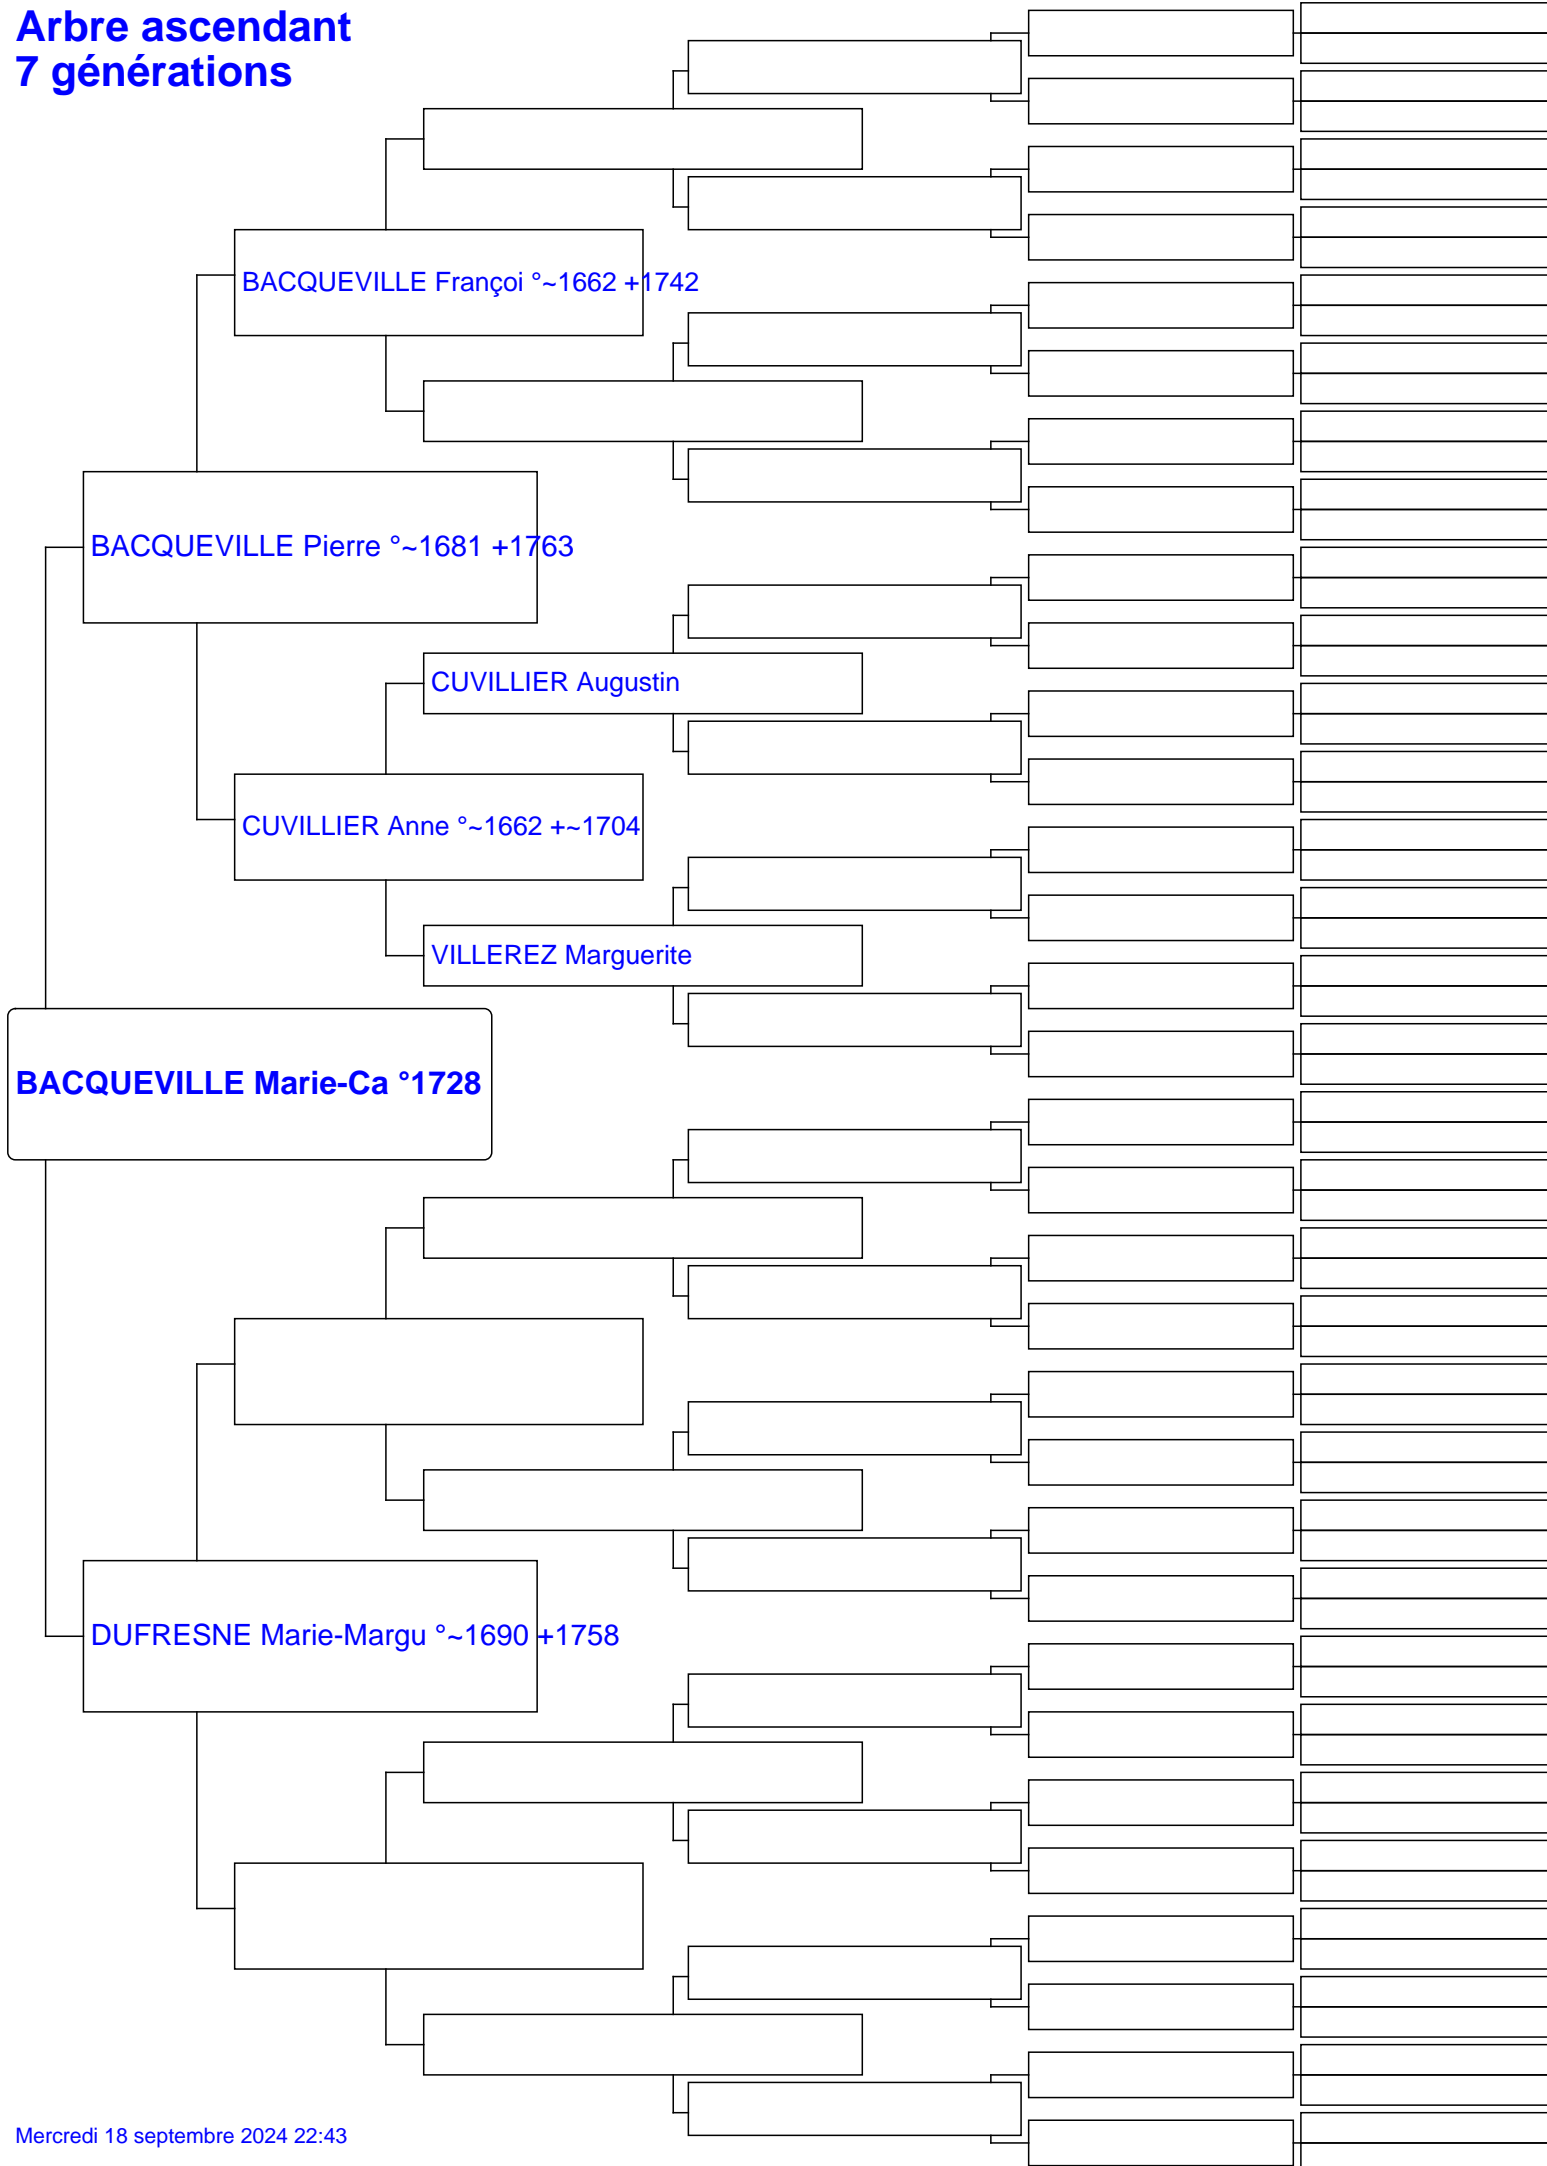 Arbre ascendant
7 générations
BACQUEVILLE Françoi °~1662 +1742
BACQUEVILLE Pierre °~1681 +1763
CUVILLIER Augustin
CUVILLIER Anne °~1662 +~1704
VILLEREZ Marguerite
BACQUEVILLE Marie-Ca °1728
DUFRESNE Marie-Margu °~1690 +1758
Mercredi 18 septembre 2024 22:43